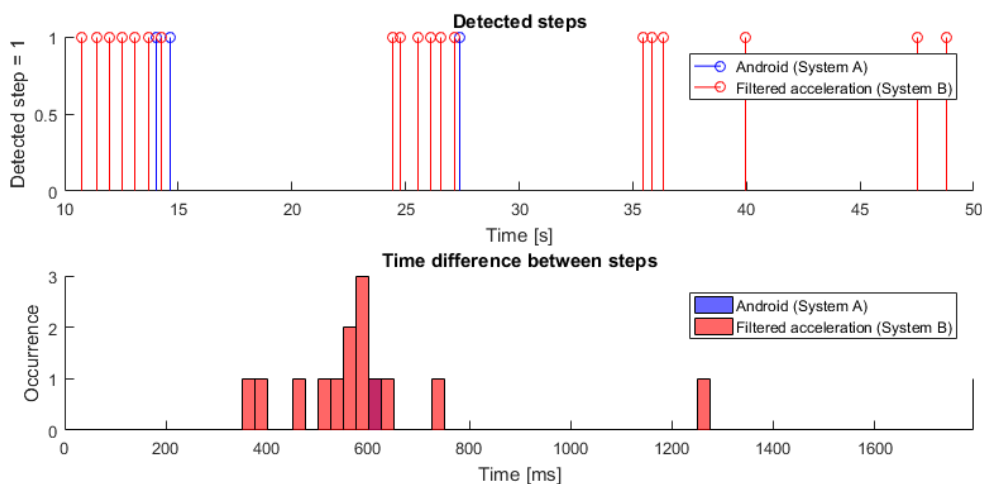 Detected steps
Detected step = 1
1
0.5
0
10 15 20 25 30 35 40 45 50
Time [s]
Android (System A)
Filtered acceleration (System B)
Time difference between steps
Occurrence
3
2
1
0
0 200 400 600 800 1000 1200 1400 1600
Time [ms]
Android (System A)
Filtered acceleration (System B)